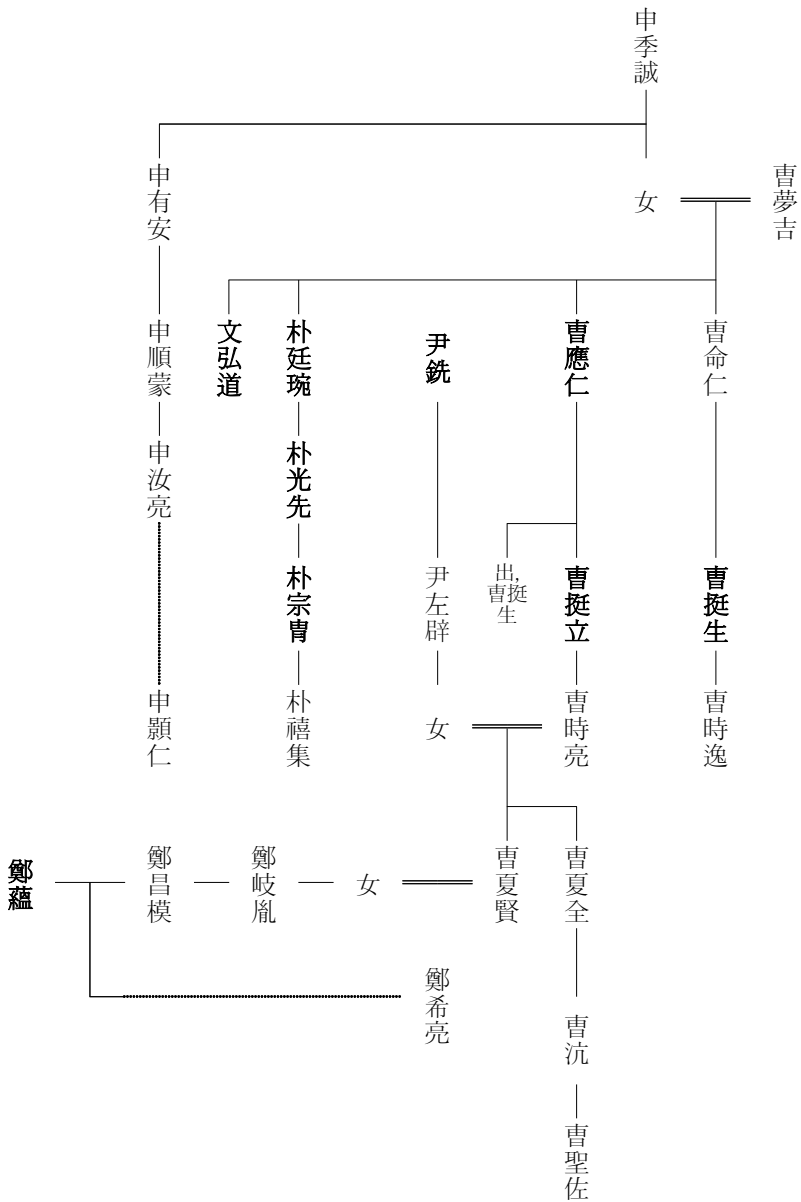 申季誠
曺夢吉
女
申有安
曺命仁
曺應仁
尹銑
朴廷琬
文弘道
申順蒙
朴光先
申汝亮
曺挺生
曺挺立
出,
曺挺
生
尹左辟
朴宗胄
曺時逸
曺時亮
女
朴禧集
申顥仁
曺夏全
曺夏賢
女
鄭岐胤
鄭昌模
鄭蘊
鄭希亮
曺沆
曺聖佐